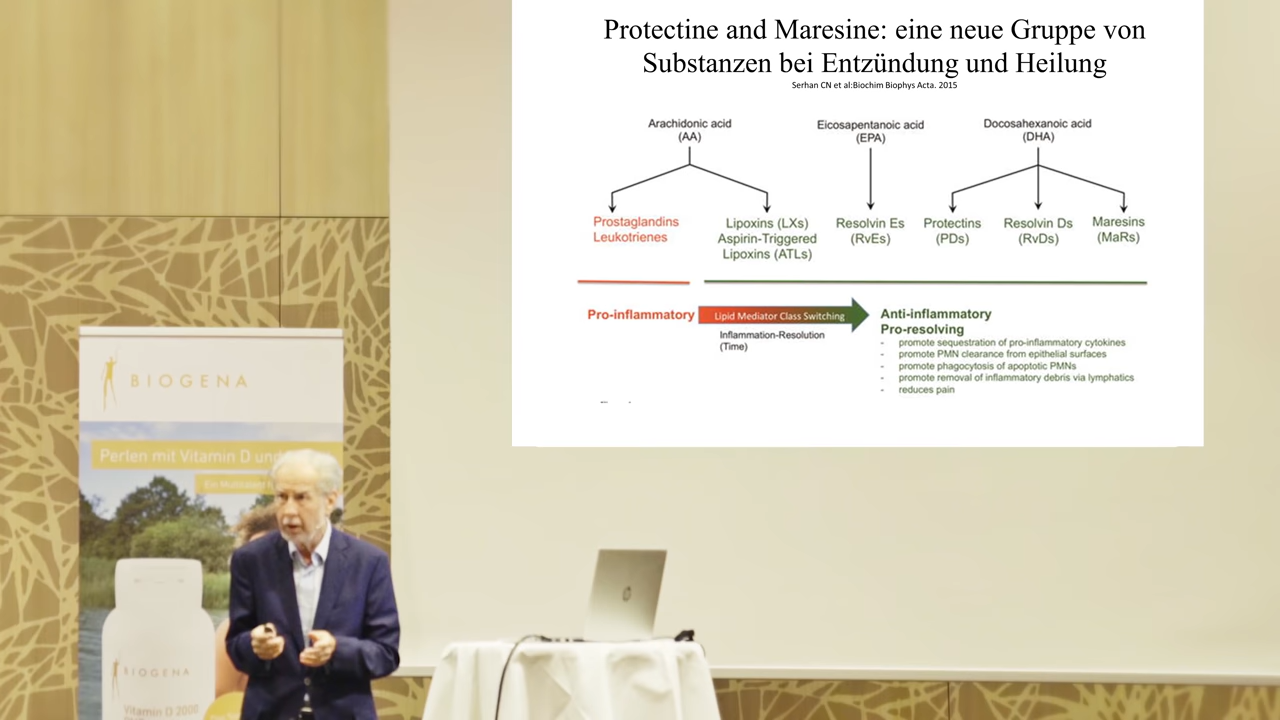 Protectine and Maresine: eine neue Gruppe von
Substanzen bei Entzündung und Heilung
Serhan CN et al:Biochim Biophys Acta. 2015
Arachidonic acid
(AA)
Eicosapentanoic acid
(EPA)
Docosahexanoic acid
(DHA)
Prostaglandins
Leukotrienes
Lipoxins (LXs)
Aspirin-Triggered
Lipoxins (ATLs)
Resolvin Es
(RvEs)
Protectins
(PDs)
Resolvin Ds
(RvDs)
Maresins
(MaRs)
Pro-inflammatory
Lipid Mediator Class Switching
Inflammation-Resolution
(Time)
Anti-inflammatory
Pro-resolving
- promote sequestration of pro-inflammatory cytokines
- promote PMN clearance from epithelial surfaces
- promote phagocytosis of apoptotic PMNs
- promote removal of inflammatory debris via lymphatics
- reduces pain
BIOGENA
Perlen mit Vitamin D und
Ein
BIOGENA
Vitamin D 2000